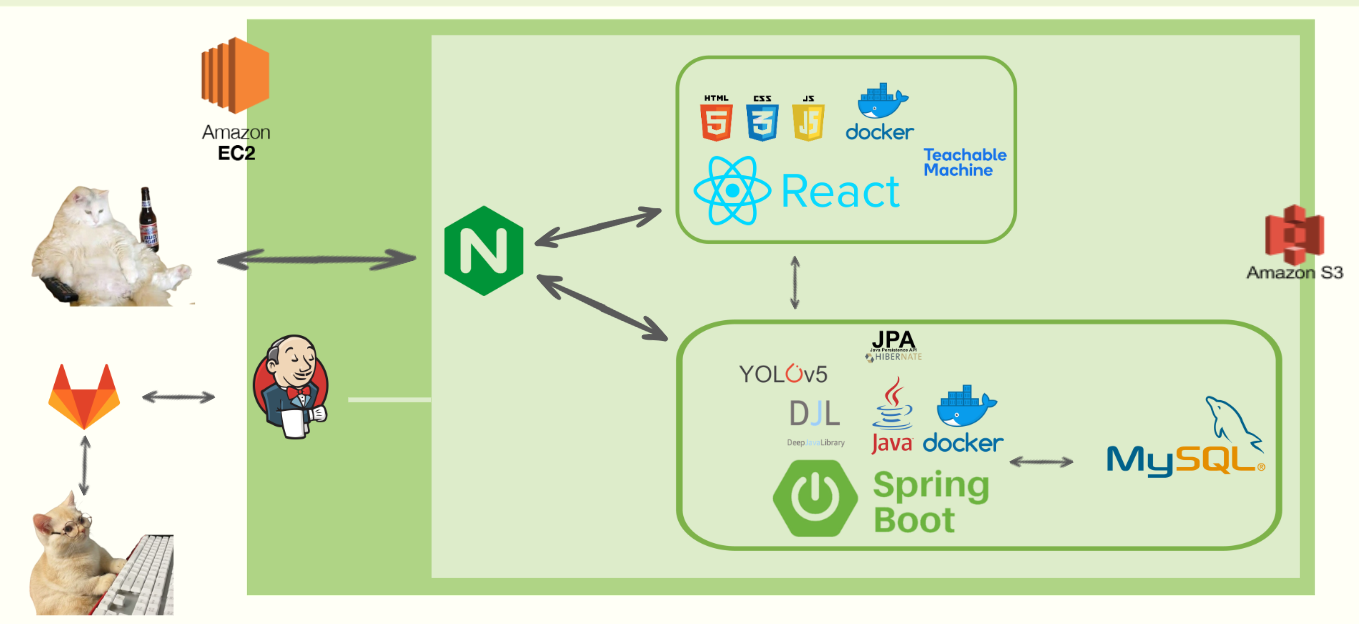 Amazon
EC2
HTML
5
CSS
3
JS
JS
docker
Teachable
Machine
React
N
Amazon S3
JPA
Java Persistence API
HIBERNATE
YOLOv5
DJL
Deep Java Library
Java
docker
MySQL®
Spring
Boot